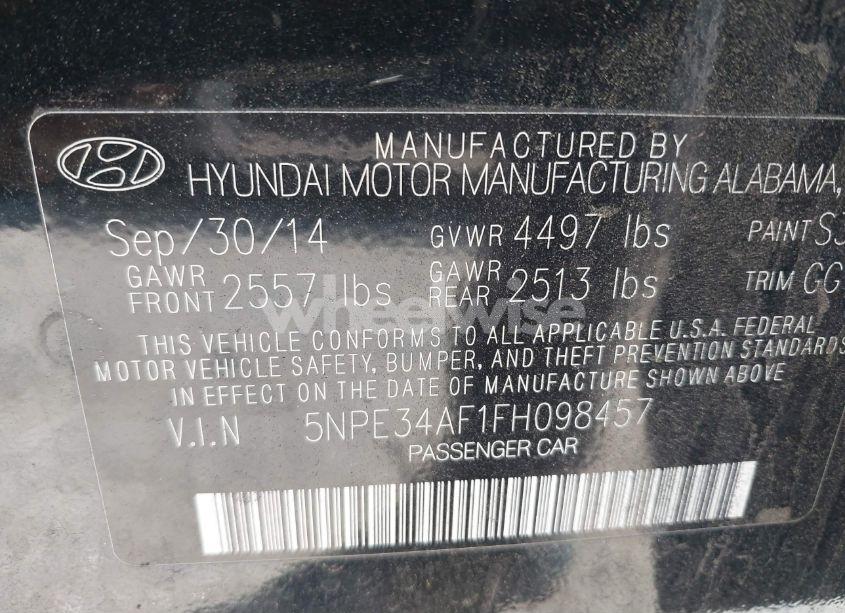 MANUFACTURED BY
HYUNDAI MOTOR MANUFACTURING ALABAMA,
Sep/30/14 GVWR 4497 lbs PAINT S3
GAWR FRONT 2557 lbs GAWR REAR 2513 lbs TRIM GG
wheelwise
THIS VEHICLE CONFORMS TO ALL APPLICABLE U.S.A. FEDERAL
MOTOR VEHICLE SAFETY, BUMPER, AND THEFT PREVENTION STANDARDS
IN EFFECT ON THE DATE OF MANUFACTURE SHOWN ABOVE
V.I.N 5NPE34AF1FH098457
PASSENGER CAR